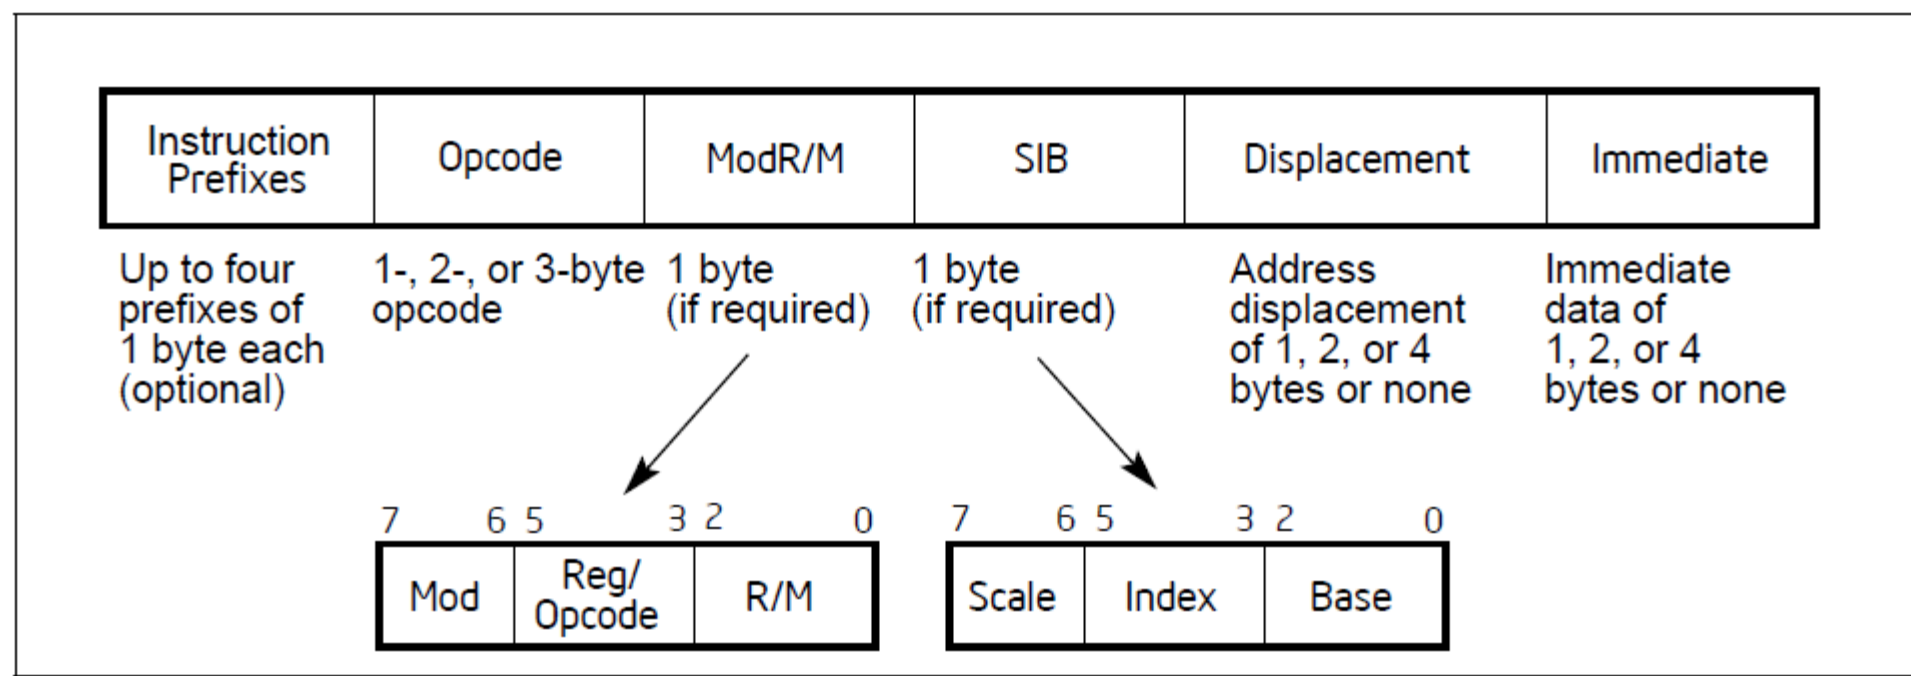 Instruction
Prefixes
Opcode
ModR/M
SIB
Displacement
Immediate
Up to four
prefixes of
1 byte each
(optional)
1-, 2-, or 3-byte
opcode
1 byte
(if required)
1 byte
(if required)
Address
displacement
of 1, 2, or 4
bytes or none
Immediate
data of
1, 2, or 4
bytes or none
7 6 5 3 2 0
Mod
Reg/
Opcode
R/M
7 6 5 3 2 0
Scale
Index
Base